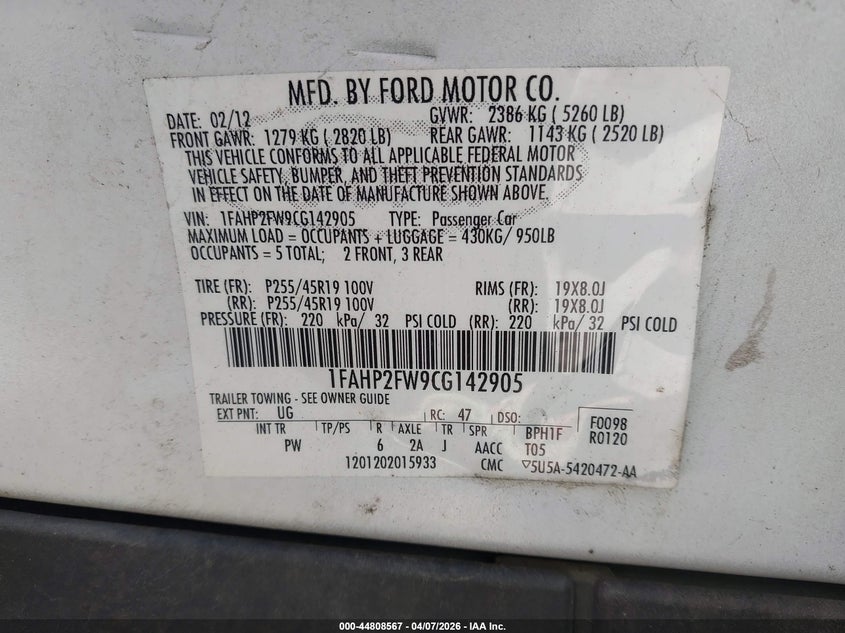 MFD. BY FORD MOTOR CO.
DATE: 02/12 GVWR: 2386 KG ( 5260 LB)
FRONT GAWR: 1279 KG ( 2820 LB) REAR GAWR: 1143 KG ( 2520 LB)
THIS VEHICLE CONFORMS TO ALL APPLICABLE FEDERAL MOTOR
VEHICLE SAFETY, BUMPER, AND THEFT PREVENTION STANDARDS
IN EFFECT ON THE DATE OF MANUFACTURE SHOWN ABOVE.
VIN: 1FAHP2FW9CG142905 TYPE: Passenger Car
MAXIMUM LOAD = OCCUPANTS + LUGGAGE = 430KG/ 950LB
OCCUPANTS = 5 TOTAL; 2 FRONT, 3 REAR
TIRE (FR): P255/45R19 100V RIMS (FR): 19X8.0J
(RR): P255/45R19 100V (RR): 19X8.0J
PRESSURE (FR): 220 kPa/ 32 PSI COLD (RR): 220 kPa/ 32 PSI COLD
1FAHP2FW9CG142905
TRAILER TOWING - SEE OWNER GUIDE
EXT PNT: UG RC: 47 DSO: F0098
INT TR TP/PS R AXLE TR SPR BPH1F R0120
PW 6 2A J AACC T05
1201202015933 CMC ▽5U5A-5420472-AA
000-44808567 - 04/07/2026 - IAA Inc.